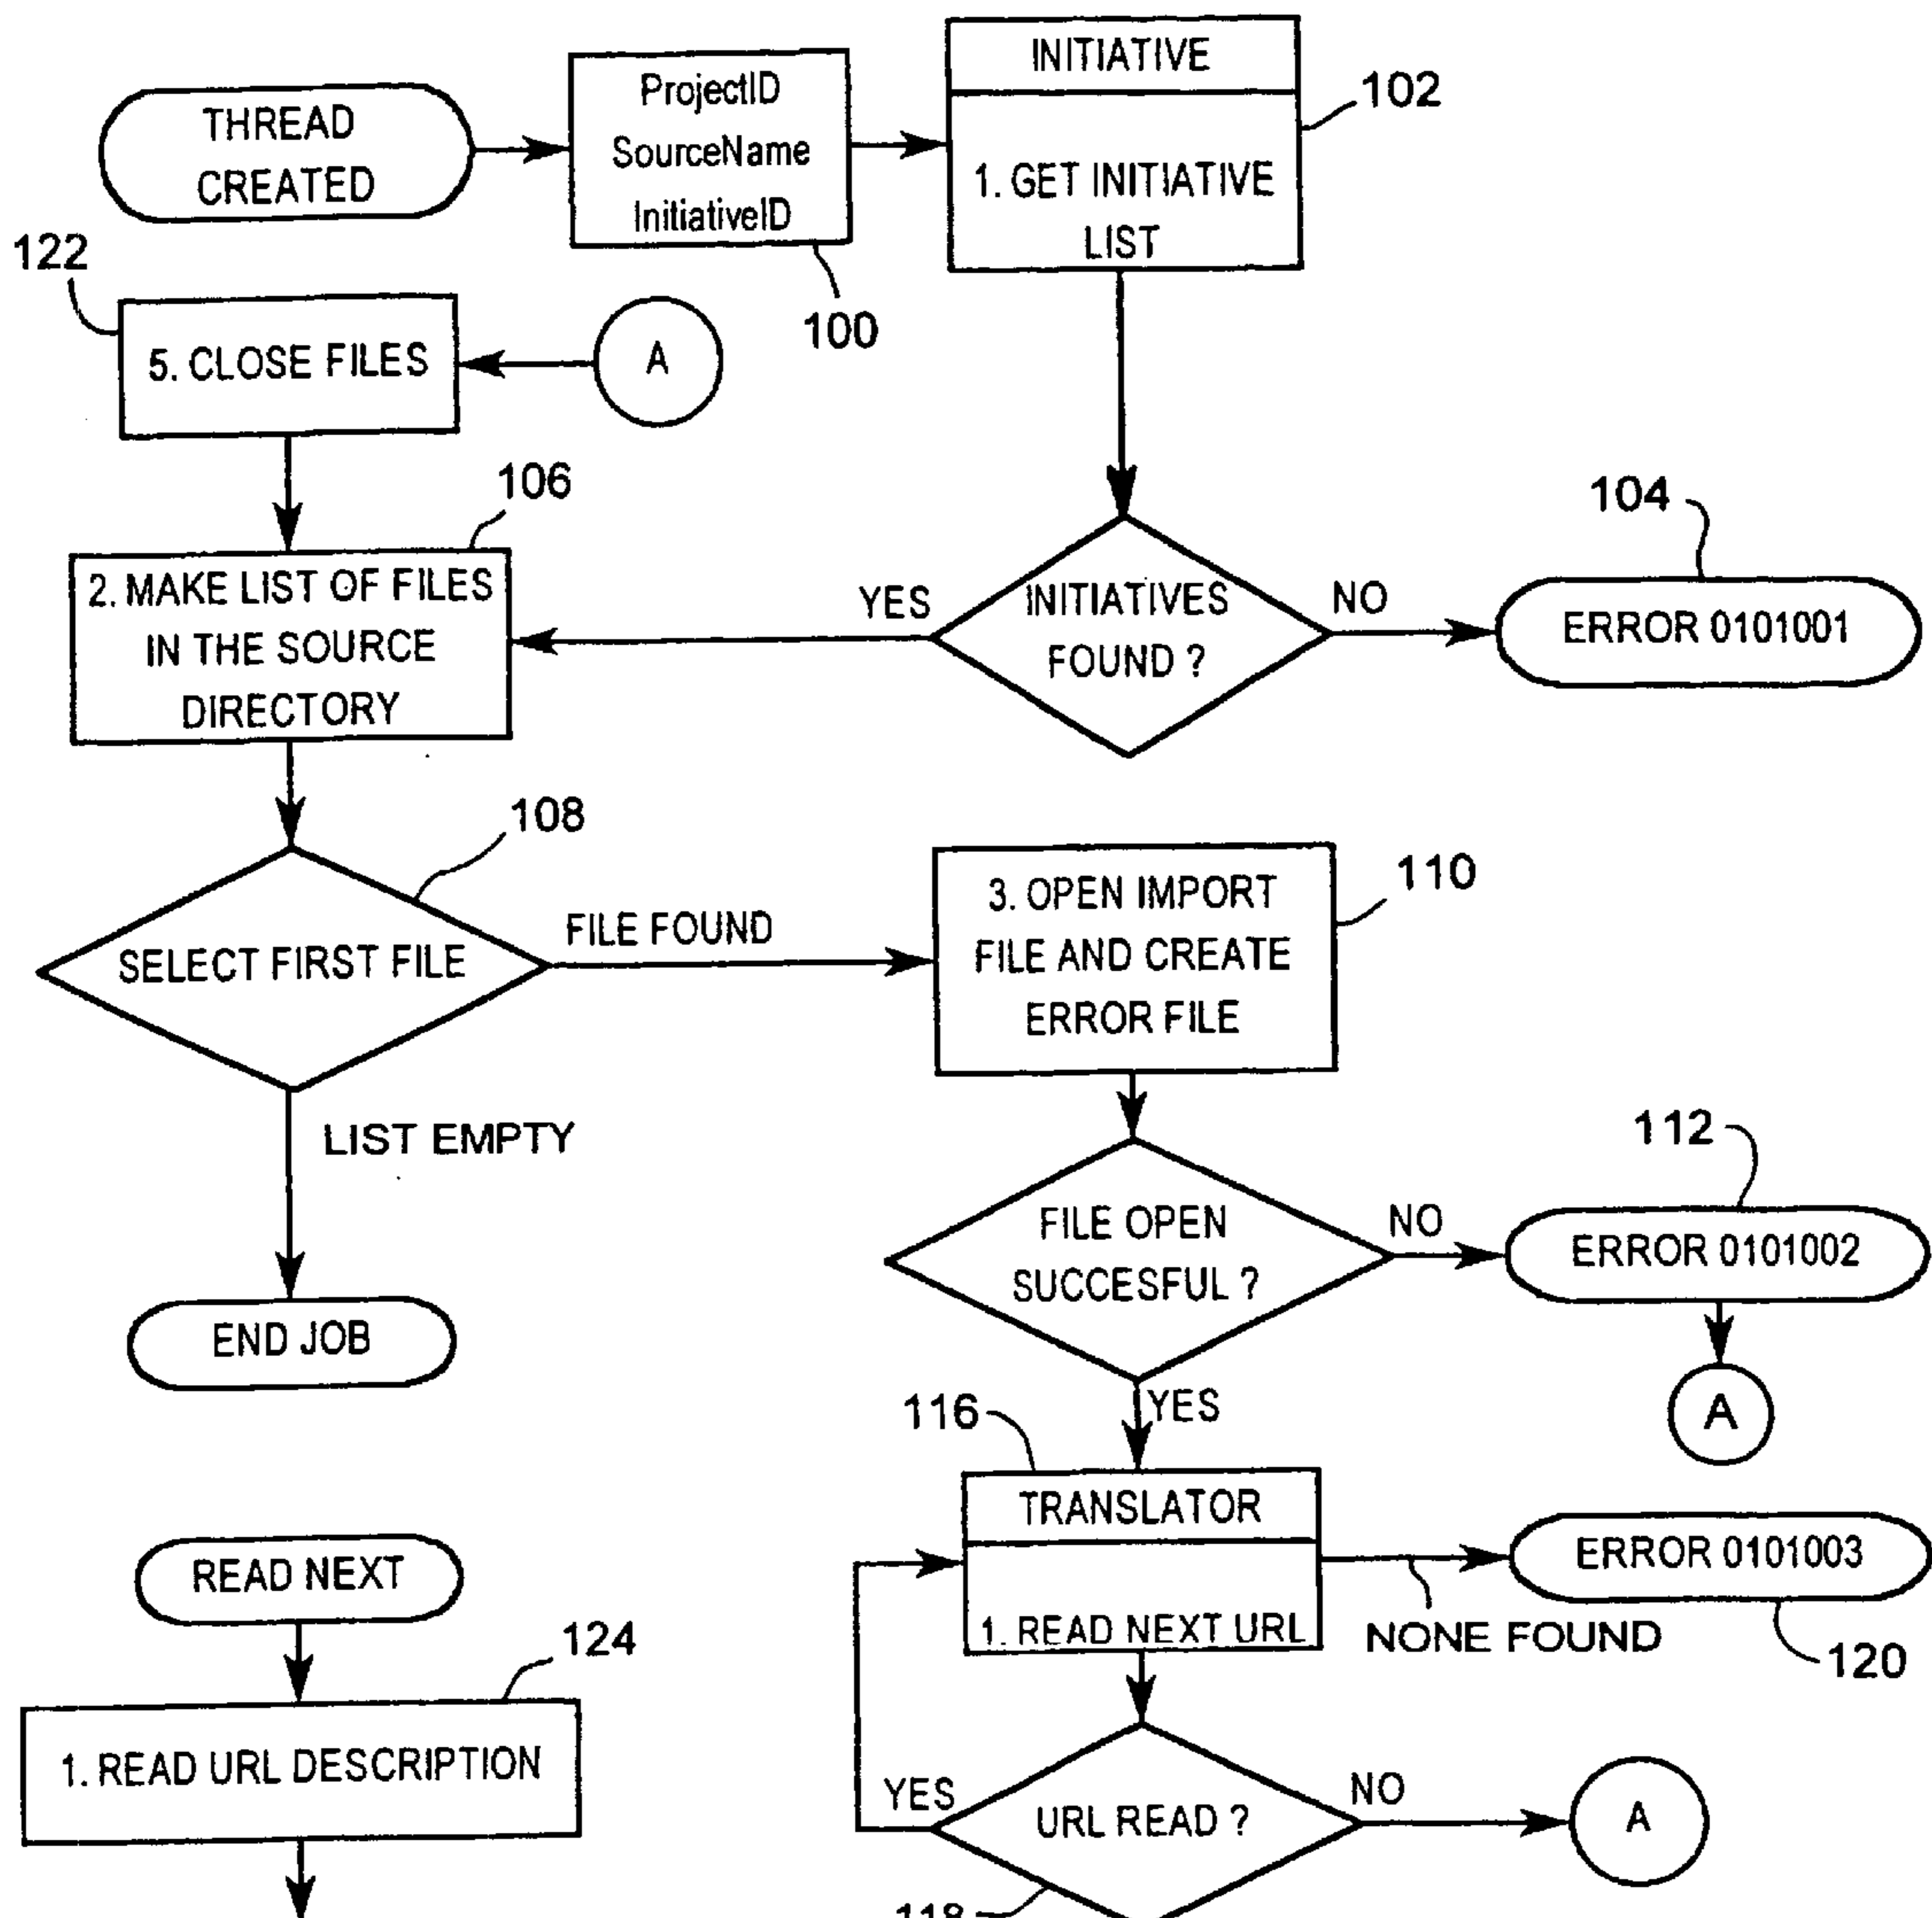 THREAD
CREATED
ProjectID
SourceName
InitiativeID
100
INITIATIVE
1. GET INITIATIVE
LIST
102
122
5. CLOSE FILES
A
106
2. MAKE LIST OF FILES
IN THE SOURCE
DIRECTORY
YES
INITIATIVES
FOUND ?
NO
104
ERROR 0101001
108
SELECT FIRST FILE
FILE FOUND
LIST EMPTY
END JOB
3. OPEN IMPORT
FILE AND CREATE
ERROR FILE
110
FILE OPEN
SUCCESFUL ?
NO
112
ERROR 0101002
A
YES
116
TRANSLATOR
1. READ NEXT URL
NONE FOUND
ERROR 0101003
120
READ NEXT
124
1. READ URL DESCRIPTION
YES
URL READ ?
NO
A
118